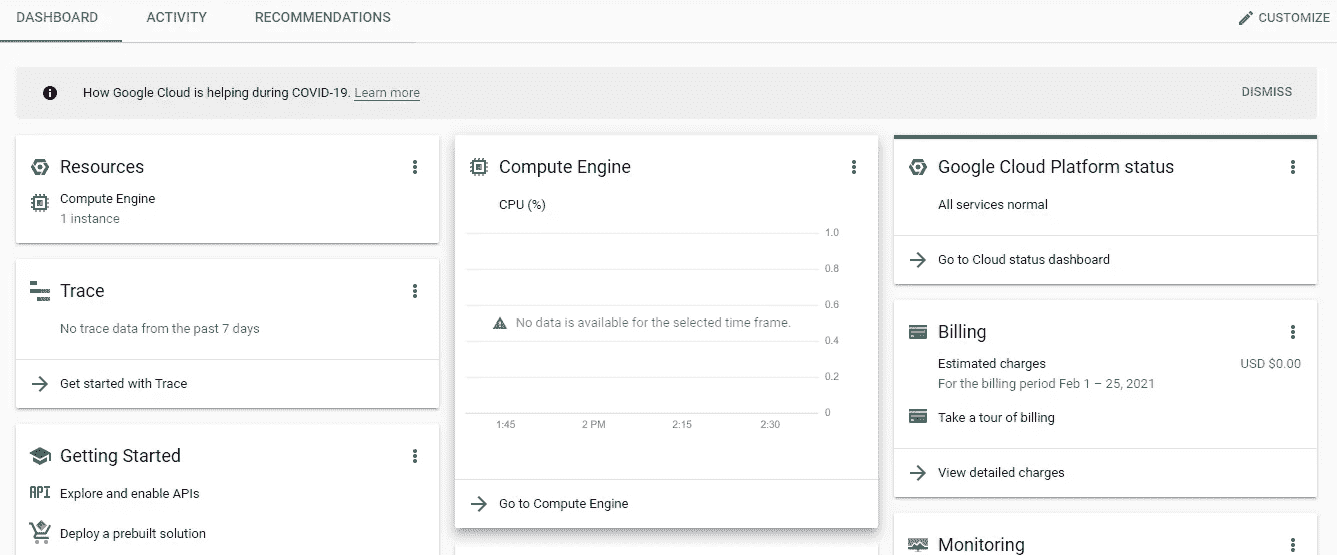 DASHBOARD
ACTIVITY
RECOMMENDATIONS
CUSTOMIZE
How Google Cloud is helping during COVID-19. Learn more
DISMISS
Resources
Compute Engine
1 instance
Trace
No trace data from the past 7 days
Get started with Trace
Getting Started
API Explore and enable APIs
Deploy a prebuilt solution
Compute Engine
CPU (%)
1.0
0.8
0.6
No data is available for the selected time frame.
0.4
0.2
0
1:45 2 PM 2:15 2:30
Go to Compute Engine
Google Cloud Platform status
All services normal
Go to Cloud status dashboard
Billing
Estimated charges USD $0.00
For the billing period Feb 1 – 25, 2021
Take a tour of billing
View detailed charges
Monitoring